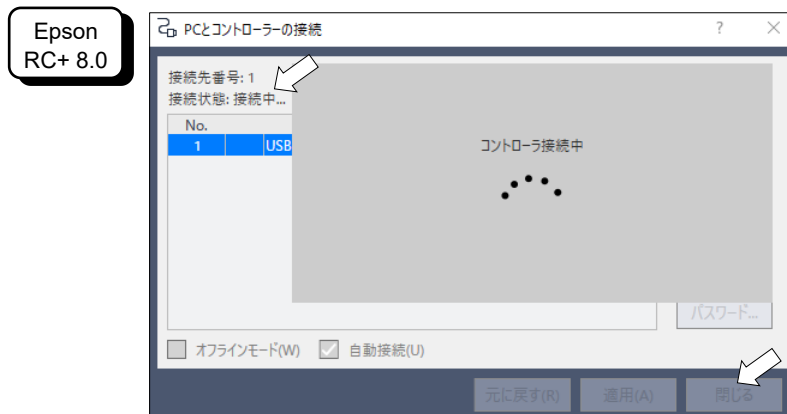 Epson
RC+ 8.0
PCとコントローラーの接続
?
接続先番号: 1
接続状態: 接続中...
No.
1 USB
コントローラ接続中
パスワード...
オフラインモード(W) 自動接続(U)
元に戻す(R) 適用(A) 閉じる